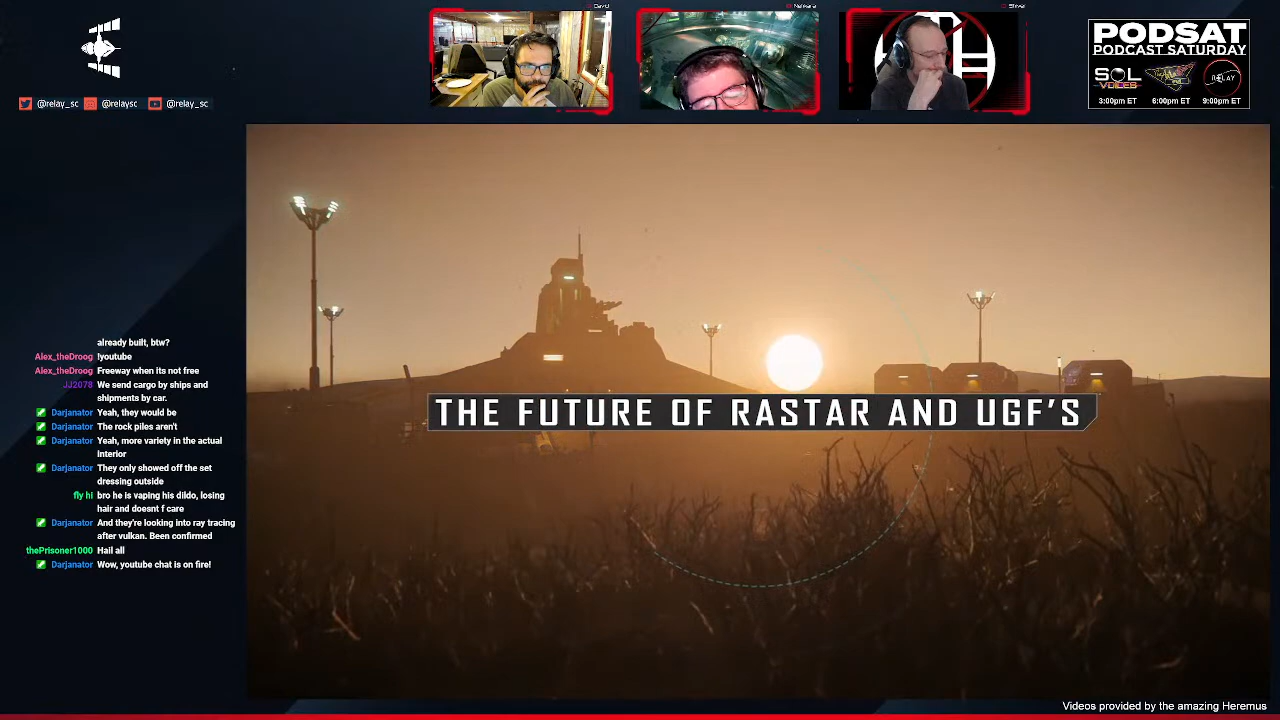 David
Steve
PODSAT
PODCAST SATURDAY
SOL
VOICES
RELAY
3:00pm ET
6:00pm ET
9:00pm ET
@relay_sc
@relaysc
@relay_sc
THE FUTURE OF RASTAR AND UGF'S
already built, btw?
Alex_theDroog !youtube
Alex_theDroog Freeway when its not free
JJ2078 We send cargo by ships and
shipments by car.
Darjanator Yeah, they would be
Darjanator The rock piles aren't
Darjanator Yeah, more variety in the actual
interior
Darjanator They only showed off the set
dressing outside
fly hi bro he is vaping his dildo, losing
hair and doesnt f care
Darjanator And they're looking into ray tracing
after vulkan. Been confirmed
thePrisoner1000 Hail all
Darjanator Wow, youtube chat is on fire!
Videos provided by the amazing Heremus